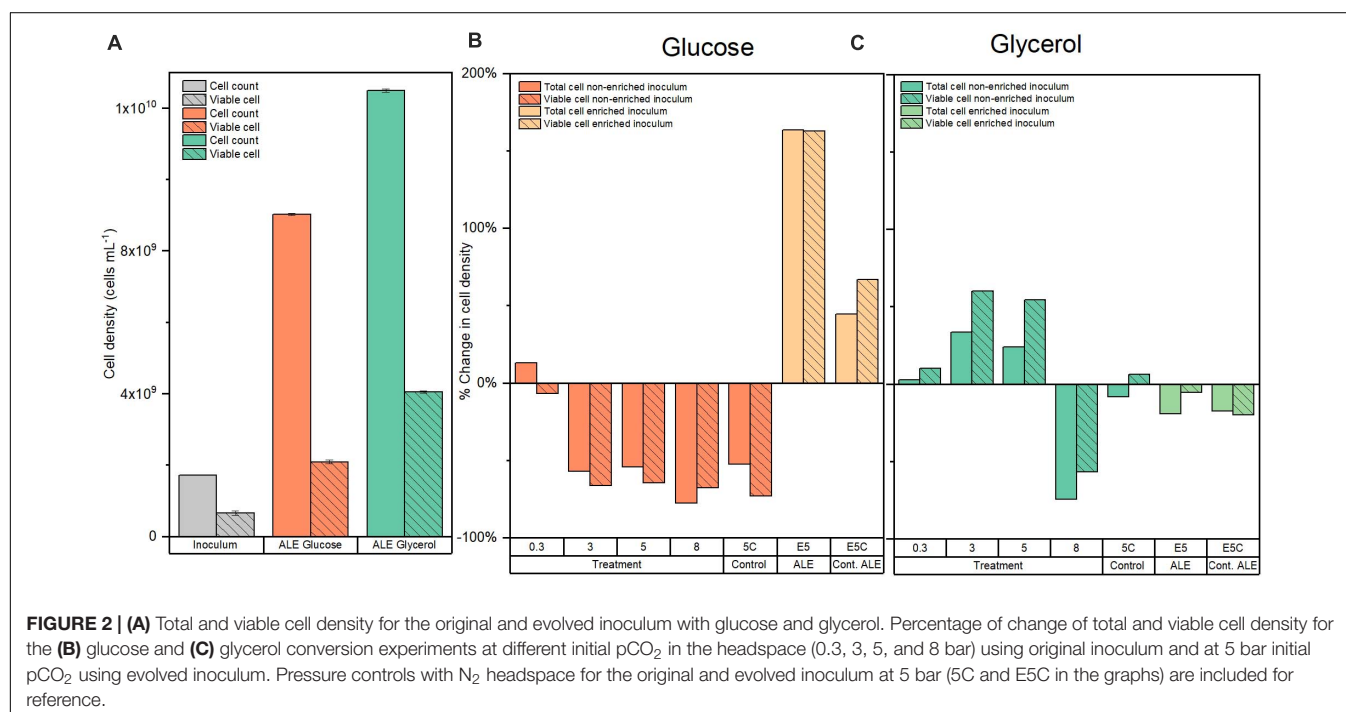 A
Cell count
Viable cell
Cell count
Viable cell
Cell count
Viable cell
1x10¹⁰
8x10⁹
4x10⁹
0
Cell density (cells mL⁻¹)
Inoculum
ALE Glucose
ALE Glycerol
B
Glucose
200%
100%
0%
-100%
% Change in cell density
Total cell non-enriched inoculum
Viable cell non-enriched inoculum
Total cell enriched inoculum
Viable cell enriched inoculum
0.3 3 5 8 5C E5 E5C
Treatment Control ALE Cont. ALE
C
Glycerol
Total cell non-enriched inoculum
Viable cell non-enriched inoculum
Total cell enriched inoculum
Viable cell enriched inoculum
0.3 3 5 8 5C E5 E5C
Treatment Control ALE Cont. ALE
FIGURE 2 | (A) Total and viable cell density for the original and evolved inoculum with glucose and glycerol. Percentage of change of total and viable cell density for
the (B) glucose and (C) glycerol conversion experiments at different initial pCO₂ in the headspace (0.3, 3, 5, and 8 bar) using original inoculum and at 5 bar initial
pCO₂ using evolved inoculum. Pressure controls with N₂ headspace for the original and evolved inoculum at 5 bar (5C and E5C in the graphs) are included for
reference.